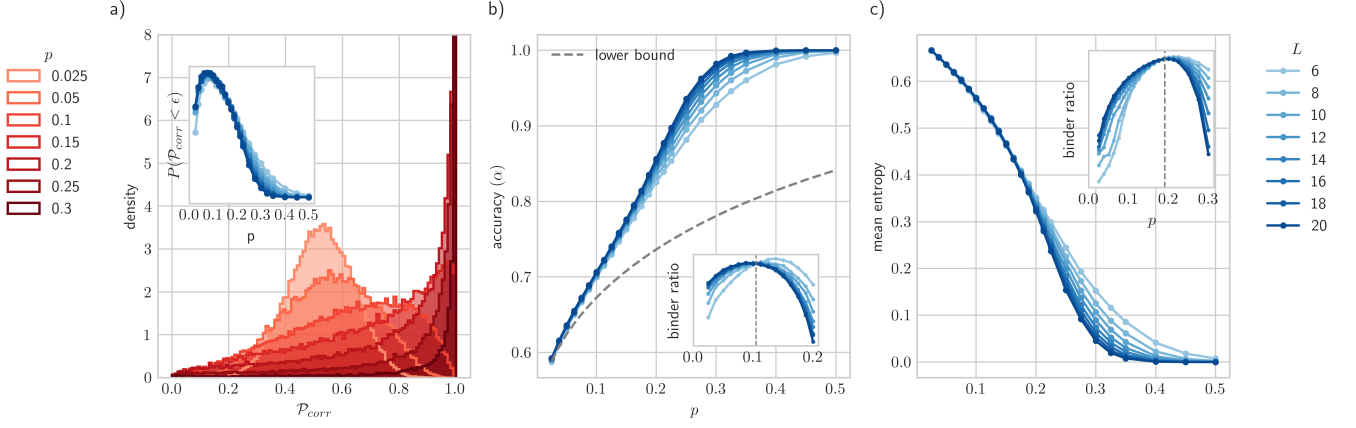 a)
b)
c)
p
0.025
0.05
0.1
0.15
0.2
0.25
0.3
density
8
7
6
5
4
3
2
1
0
0.0 0.2 0.4 0.6 0.8 1.0
𝒫corr
P(𝒫corr < ϵ)
0.0 0.1 0.2 0.3 0.5
p
accuracy (α)
1.0
0.9
0.8
0.7
0.6
0.1 0.2 0.3 0.4 0.5
p
lower bound
binder ratio
0.0 0.1 0.2
mean entropy
0.6
0.5
0.4
0.3
0.2
0.1
0.0
0.1 0.2 0.3 0.4 0.5
binder ratio
0.0 0.1 0.2 0.3
p
L
6
8
10
12
14
16
18
20